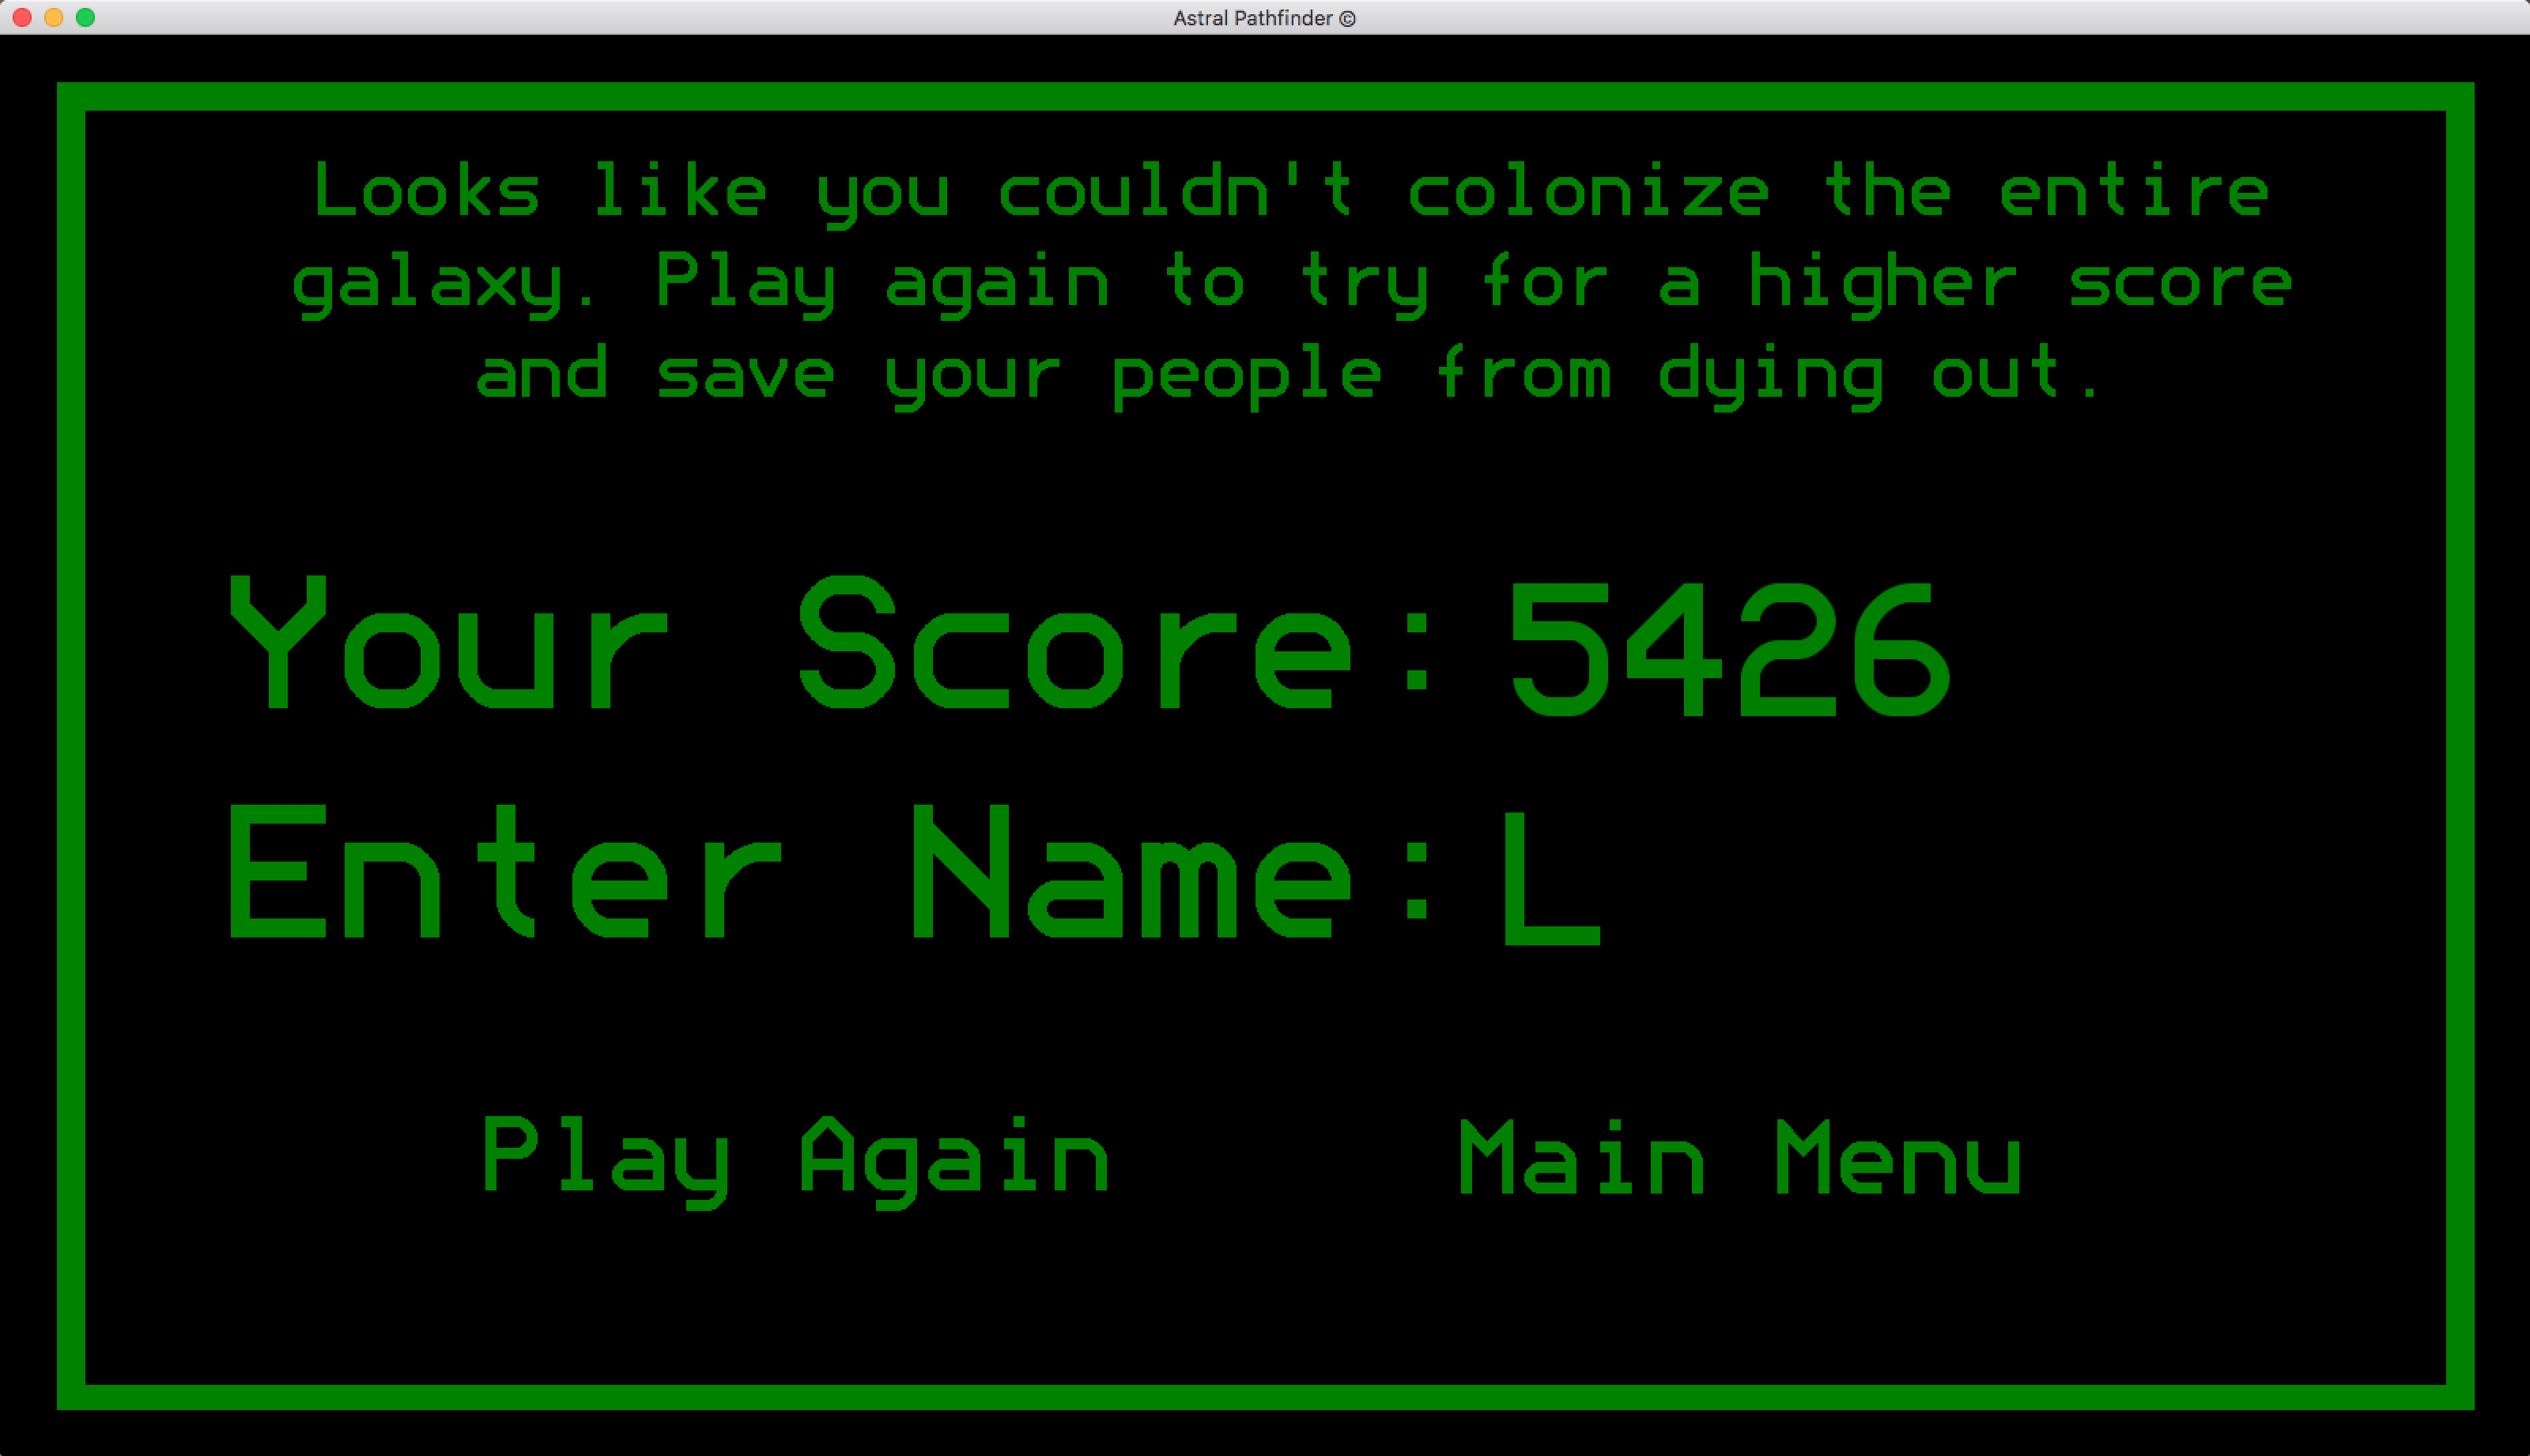 Astral Pathfinder ©
Looks like you couldn't colonize the entire
galaxy. Play again to try for a higher score
and save your people from dying out.
Your Score: 5426
Enter Name: L
Play Again Main Menu